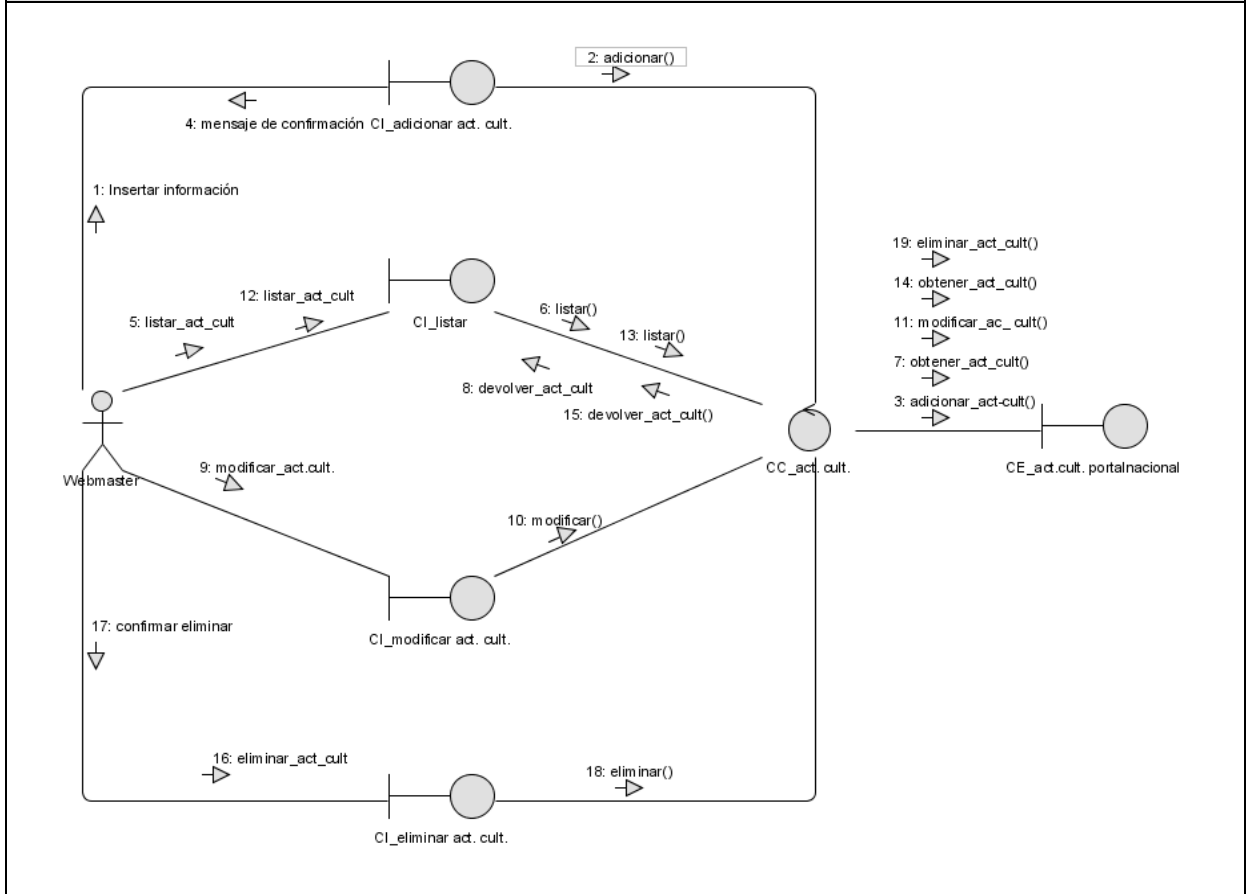 2: adicionar()
4: mensaje de confirmación
CI_adicionar act. cult.
1: Insertar información
19: eliminar_act_cult()
14: obtener_act_cult()
11: modificar_ac_ cult()
7: obtener_act_cult()
3: adicionar_act-cult()
12: listar_act_cult
5: listar_act_cult
CI_listar
6: listar()
13: listar()
8: devolver_act_cult
15: devolver_act_cult()
Webmaster
CC_act. cult.
CE_act.cult. portalnacional
9: modificar_act.cult.
10: modificar()
CI_modificar act. cult.
17: confirmar eliminar
16: eliminar_act_cult
18: eliminar()
CI_eliminar act. cult.